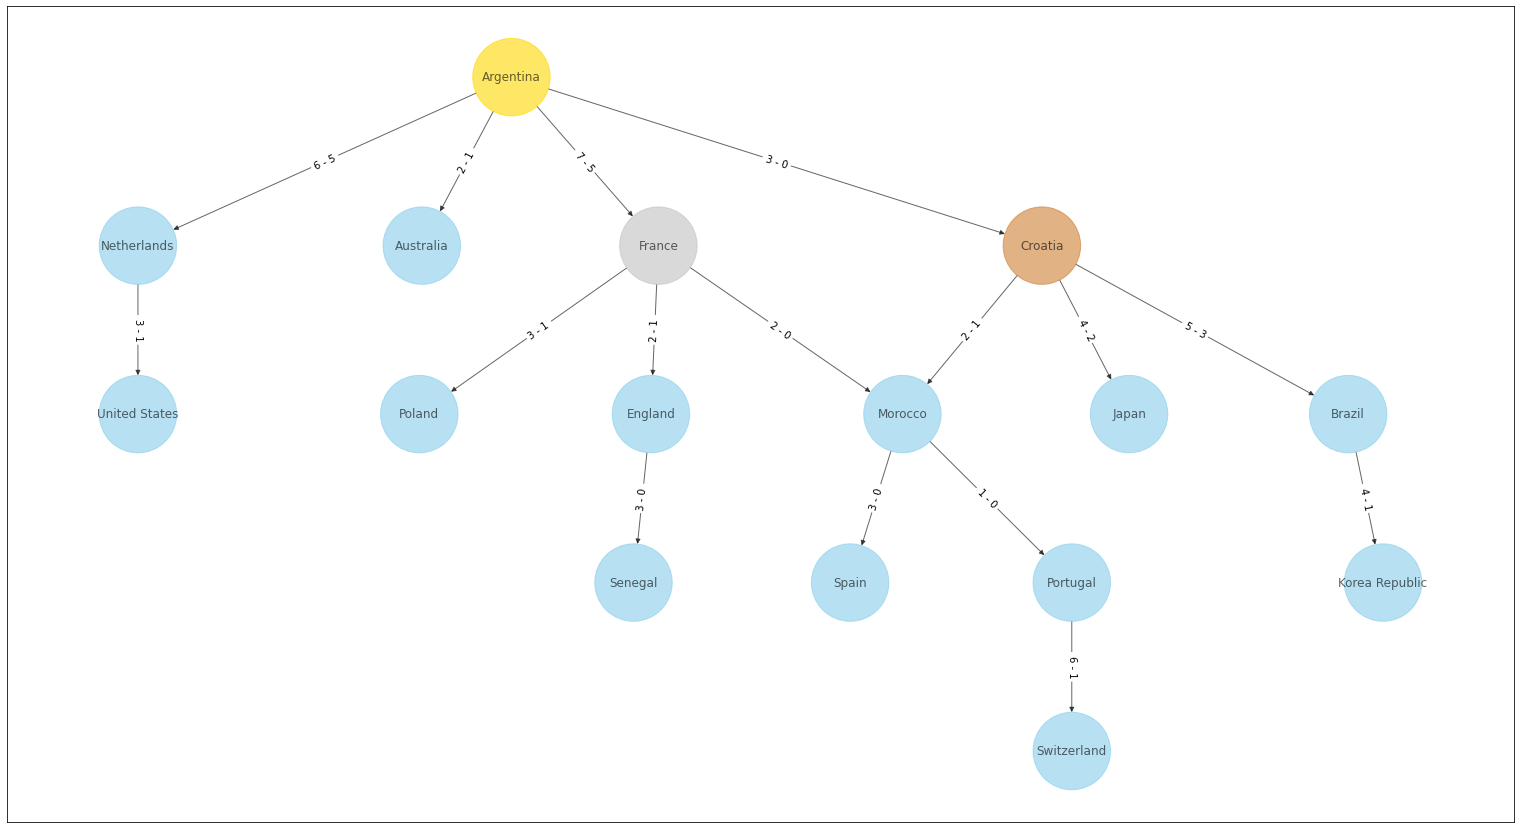 Argentina
6 - 5
2 - 1
7 - 5
3 - 0
Netherlands
Australia
France
Croatia
3 - 1
3 - 1
2 - 1
2 - 0
2 - 1
4 - 2
5 - 3
United States
Poland
England
Morocco
Japan
Brazil
3 - 0
3 - 0
1 - 0
4 - 1
Senegal
Spain
Portugal
Korea Republic
6 - 1
Switzerland